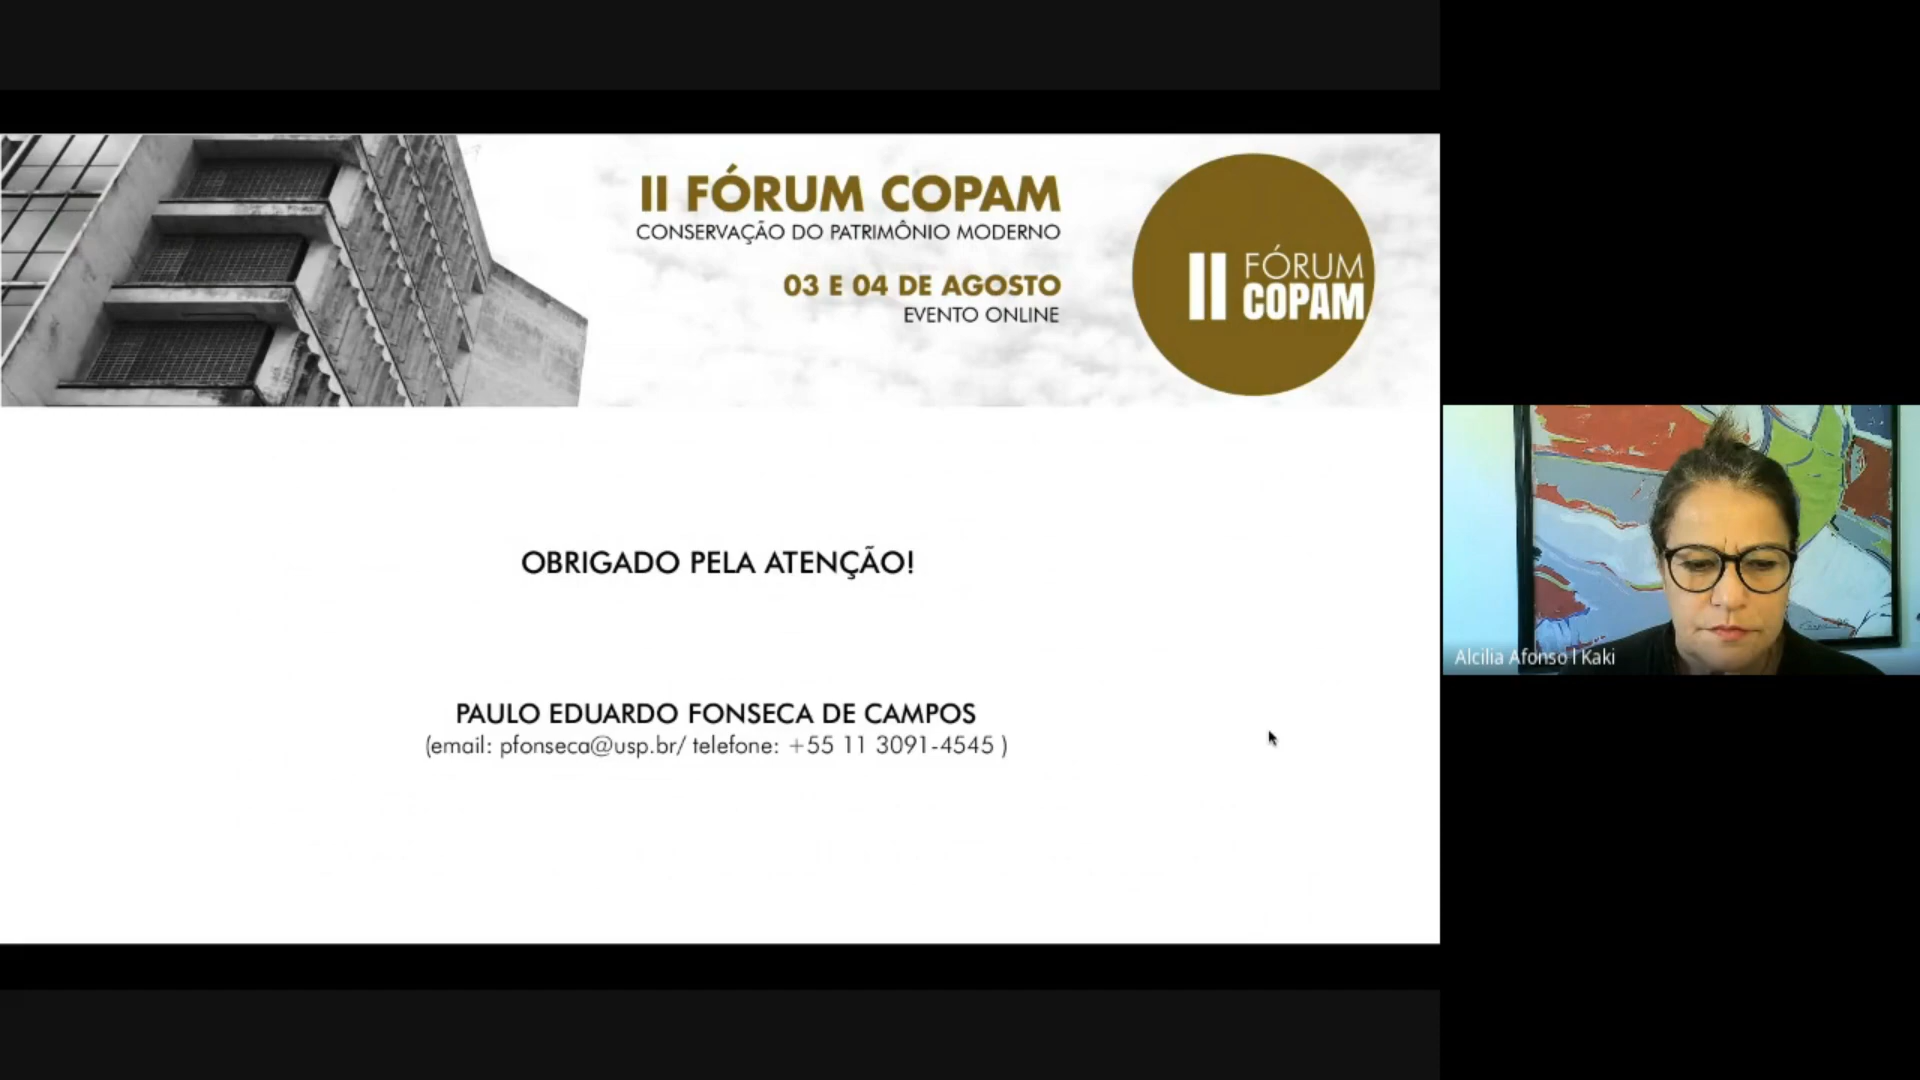 II FÓRUM COPAM
CONSERVAÇÃO DO PATRIMÔNIO MODERNO
03 E 04 DE AGOSTO
EVENTO ONLINE
II FÓRUM
COPAM
OBRIGADO PELA ATENÇÃO!
PAULO EDUARDO FONSECA DE CAMPOS
(email: pfonseca@usp.br/ telefone: +55 11 3091-4545 )
Alcilia Afonso l Kaki